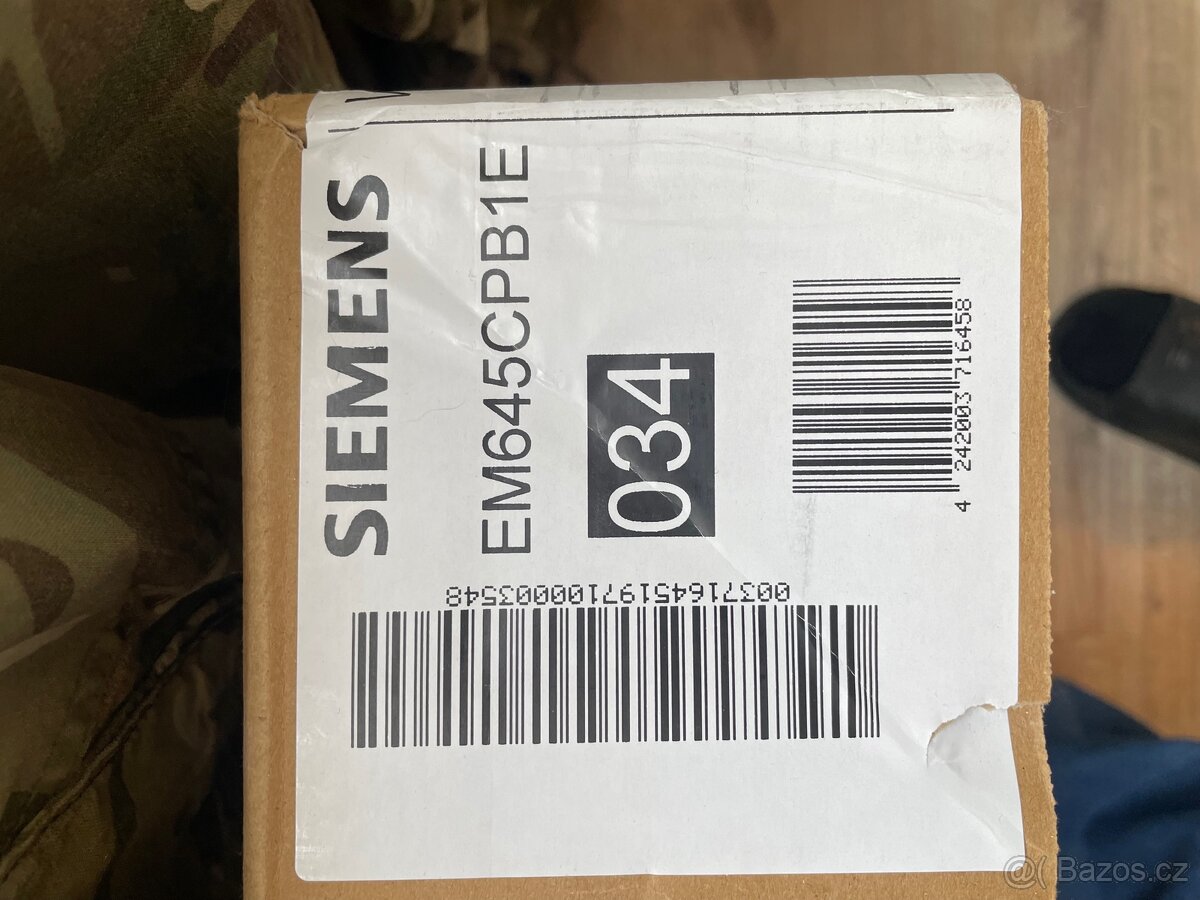 SIEMENS
EM645CPB1E
034
4 242003 716458
00371645197100003548
@( Bazos.cz